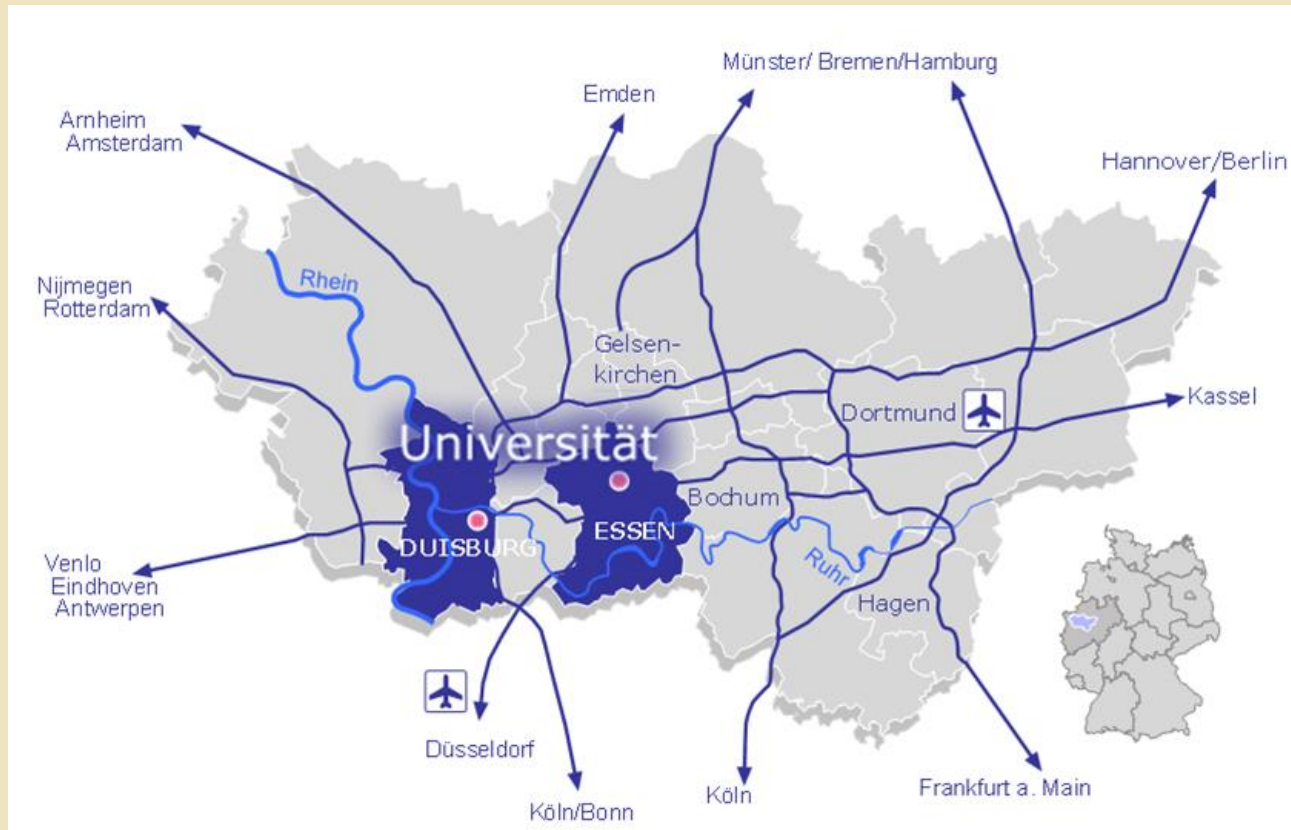 Münster/ Bremen/Hamburg
Emden
Arnheim
Amsterdam
Hannover/Berlin
Rhein
Nijmegen
Rotterdam
Gelsen-
kirchen
Kassel
Dortmund
Universität
Bochum
ESSEN
DUISBURG
Venlo
Eindhoven
Antwerpen
Ruhr
Hagen
Düsseldorf
Frankfurt a. Main
Köln
Köln/Bonn